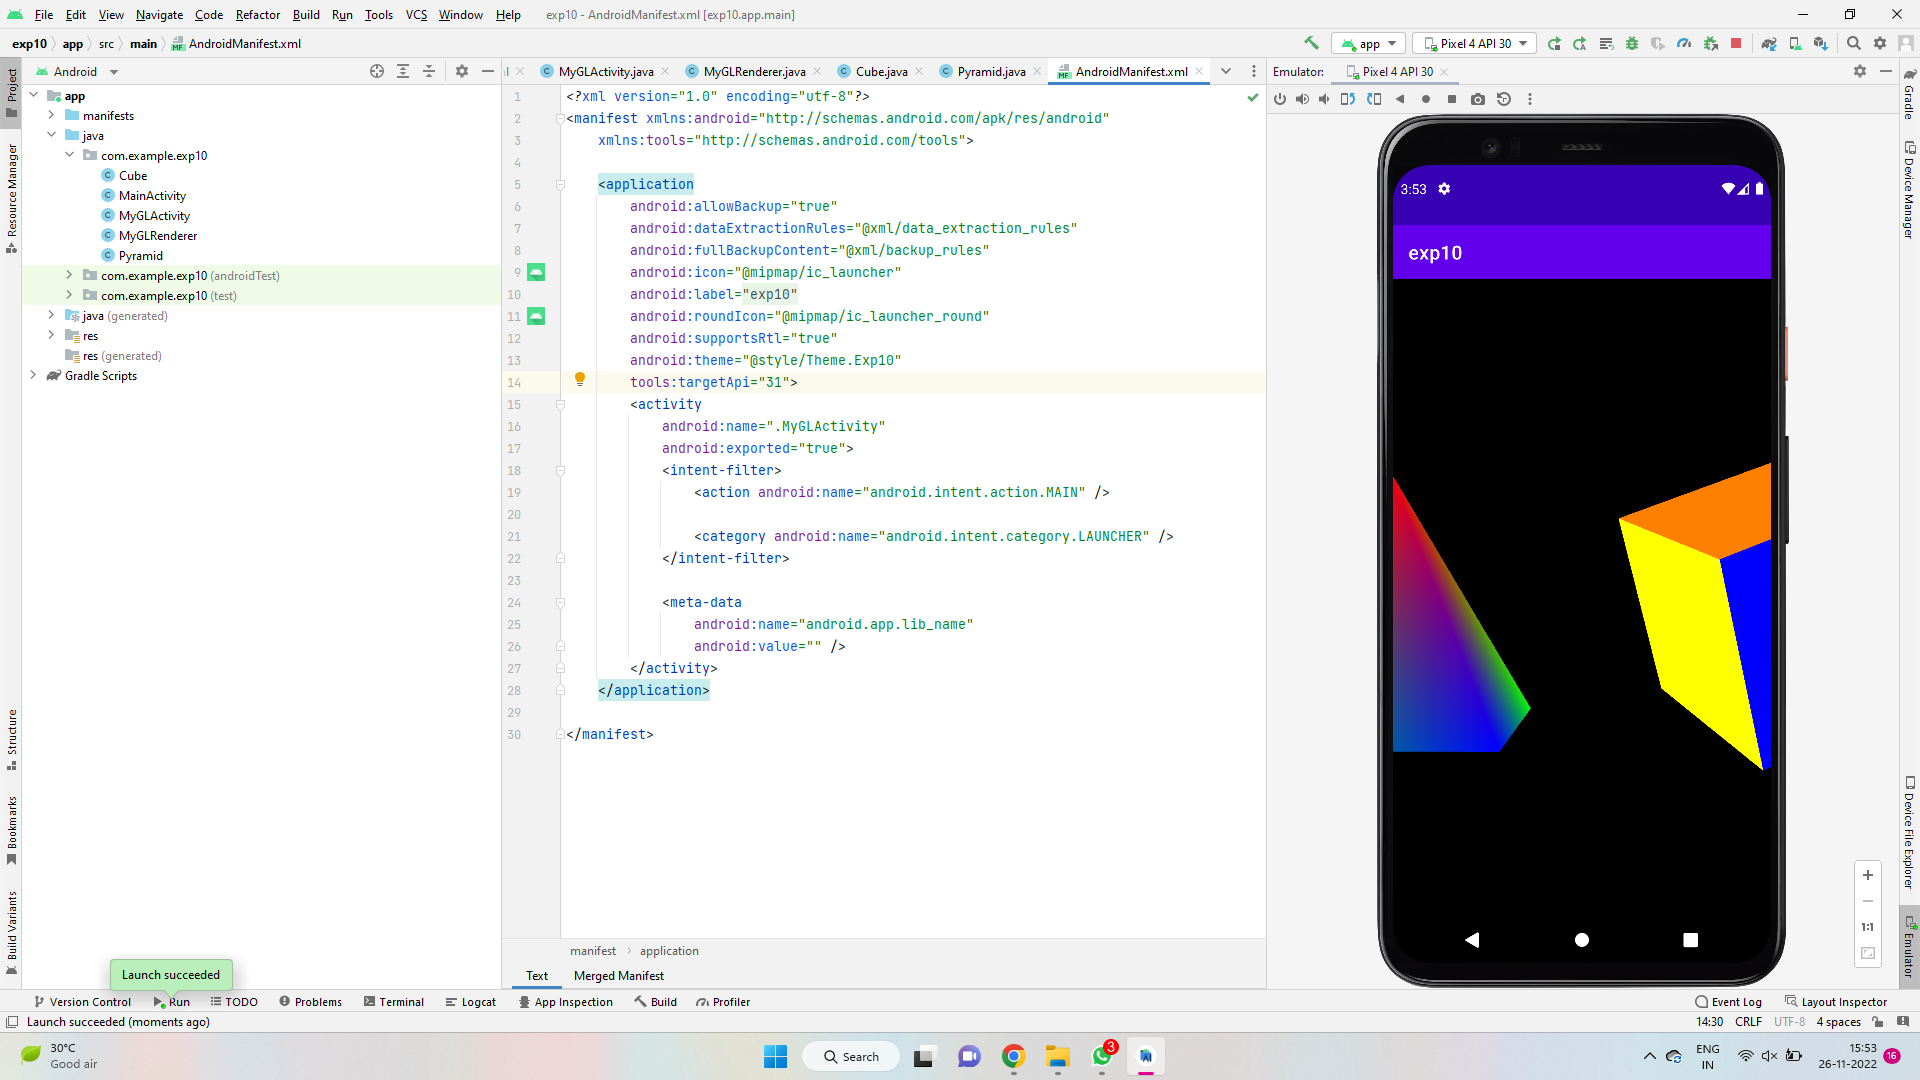 File Edit View Navigate Code Refactor Build Run Tools VCS Window Help exp10 - AndroidManifest.xml [exp10.app.main]
exp10 app src main AndroidManifest.xml
app Pixel 4 API 30
Project
Resource Manager
Structure
Bookmarks
Build Variants
Android
app
manifests
java
com.example.exp10
Cube
MainActivity
MyGLActivity
MyGLRenderer
Pyramid
com.example.exp10 (androidTest)
com.example.exp10 (test)
java (generated)
res
res (generated)
Gradle Scripts
MyGLActivity.java MyGLRenderer.java Cube.java Pyramid.java AndroidManifest.xml
1 <?xml version="1.0" encoding="utf-8"?>
2 <manifest xmlns:android="http://schemas.android.com/apk/res/android"
3 xmlns:tools="http://schemas.android.com/tools">
4
5 <application
6 android:allowBackup="true"
7 android:dataExtractionRules="@xml/data_extraction_rules"
8 android:fullBackupContent="@xml/backup_rules"
9 android:icon="@mipmap/ic_launcher"
10 android:label="exp10"
11 android:roundIcon="@mipmap/ic_launcher_round"
12 android:supportsRtl="true"
13 android:theme="@style/Theme.Exp10"
14 tools:targetApi="31">
15 <activity
16 android:name=".MyGLActivity"
17 android:exported="true">
18 <intent-filter>
19 <action android:name="android.intent.action.MAIN" />
20
21 <category android:name="android.intent.category.LAUNCHER" />
22 </intent-filter>
23
24 <meta-data
25 android:name="android.app.lib_name"
26 android:value="" />
27 </activity>
28 </application>
29
30 </manifest>
manifest application
Text Merged Manifest
Emulator: Pixel 4 API 30
3:53
exp10
1:1
Gradle
Device Manager
Device File Explorer
Emulator
Launch succeeded
Version Control Run TODO Problems Terminal Logcat App Inspection Build Profiler Event Log Layout Inspector
Launch succeeded (moments ago) 14:30 CRLF UTF-8 4 spaces
30°C
Good air
Search
3
ENG
IN
15:53
26-11-2022
16